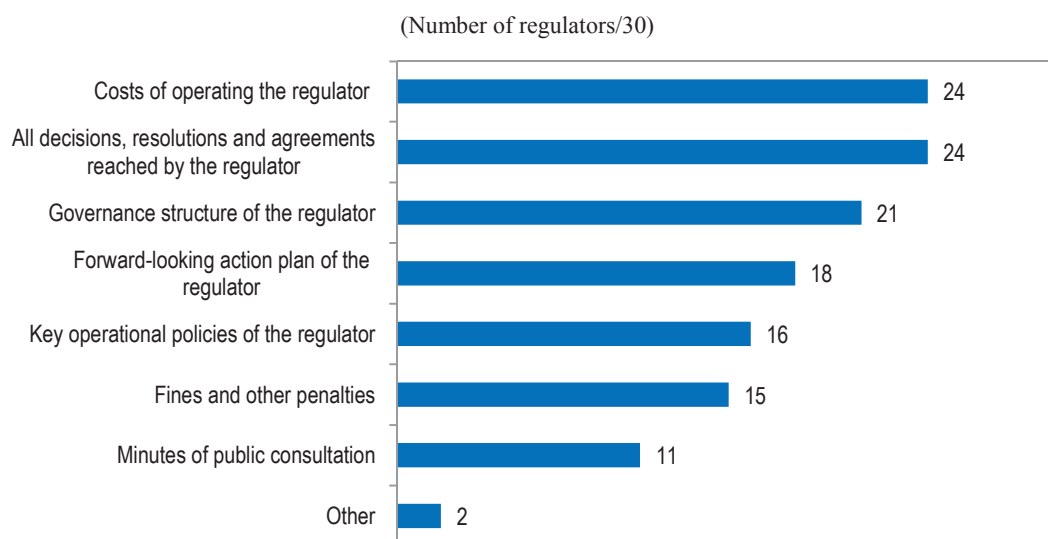 (Number of regulators/30)
Costs of operating the regulator
24
All decisions, resolutions and agreements
reached by the regulator
24
Governance structure of the regulator
21
Forward-looking action plan of the
regulator
18
Key operational policies of the regulator
16
Fines and other penalties
15
Minutes of public consultation
11
Other
2